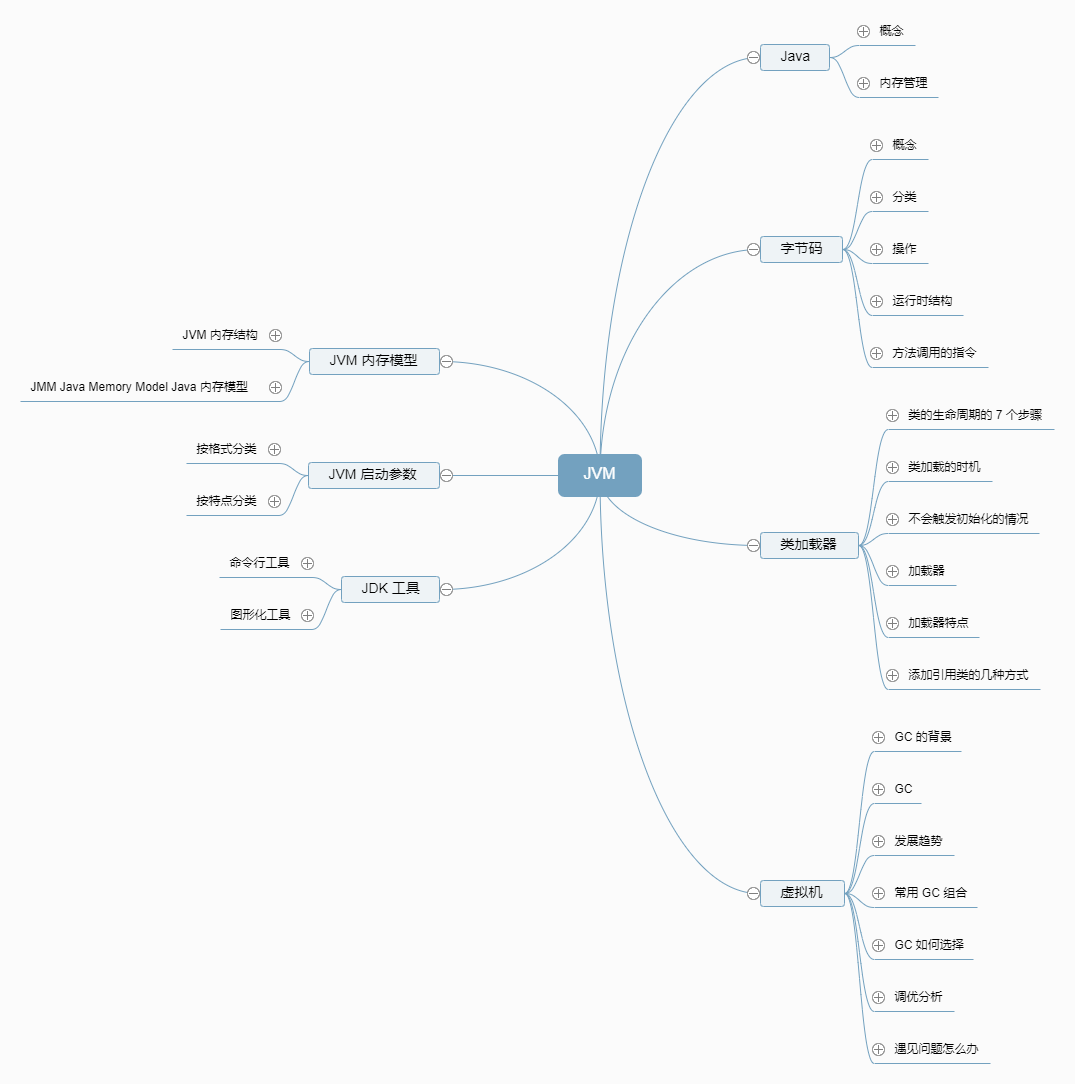 JVM
Java
概念
内存管理
字节码
概念
分类
操作
运行时结构
方法调用的指令
类加载器
类的生命周期的 7 个步骤
类加载的时机
不会触发初始化的情况
加载器
加载器特点
添加引用类的几种方式
虚拟机
GC 的背景
GC
发展趋势
常用 GC 组合
GC 如何选择
调优分析
遇见问题怎么办
JVM 内存模型
JVM 内存结构
JMM Java Memory Model Java 内存模型
JVM 启动参数
按格式分类
按特点分类
JDK 工具
命令行工具
图形化工具